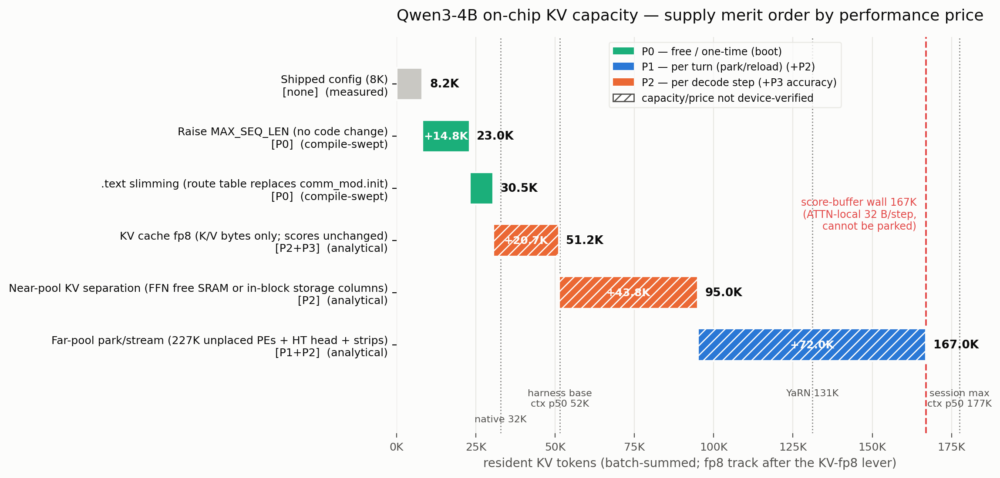 Qwen3-4B on-chip KV capacity — supply merit order by performance price
P0 — free / one-time (boot)
P1 — per turn (park/reload) (+P2)
P2 — per decode step (+P3 accuracy)
capacity/price not device-verified
Shipped config (8K)
[none]  (measured)
8.2K
Raise MAX_SEQ_LEN (no code change)
[P0]  (compile-swept)
+14.8K
23.0K
.text slimming (route table replaces comm_mod.init)
[P0]  (compile-swept)
30.5K
score-buffer wall 167K
(ATTN-local 32 B/step,
cannot be parked)
KV cache fp8 (K/V bytes only; scores unchanged)
[P2+P3]  (analytical)
+20.7K
51.2K
Near-pool KV separation (FFN free SRAM or in-block storage columns)
[P2]  (analytical)
+43.8K
95.0K
Far-pool park/stream (227K unplaced PEs + HT head + strips)
[P1+P2]  (analytical)
+72.0K
167.0K
harness base
ctx p50 52K
YaRN 131K
session max
ctx p50 177K
native 32K
0K
25K
50K
75K
100K
125K
150K
175K
resident KV tokens (batch-summed; fp8 track after the KV-fp8 lever)